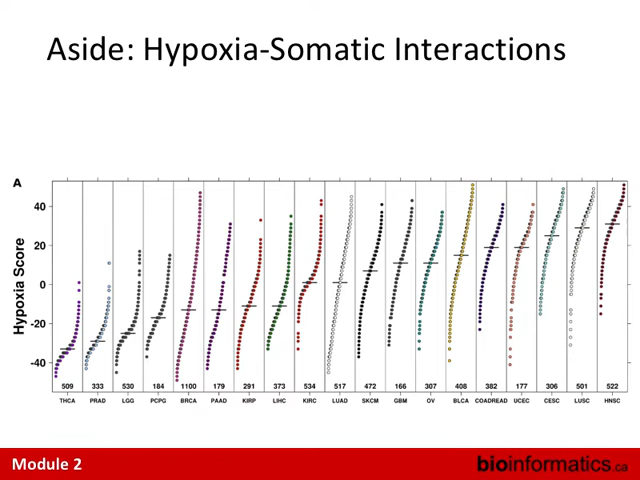 Aside: Hypoxia-Somatic Interactions
A
Hypoxia Score
40
20
0
-20
-40
509 333 530 184 1100 179 291 373 534 517 472 166 307 408 382 177 306 501 522
THCA PRAD LGG PCPG BRCA PAAD KIRP LIHC KIRC LUAD SKCM GBM OV BLCA COADREAD UCEC CESC LUSC HNSC
Module 2
bioinformatics.ca